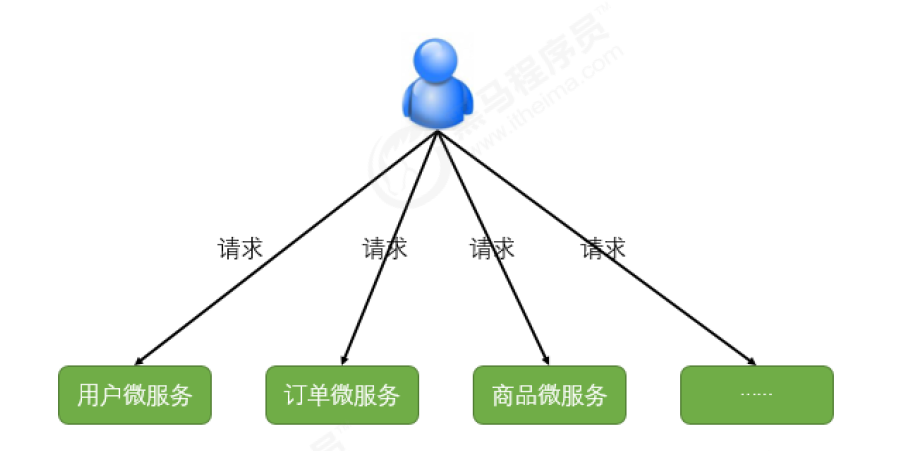 马程序员
www.itheima.com
请求
请求
请求
请求
用户微服务
订单微服务
商品微服务
......